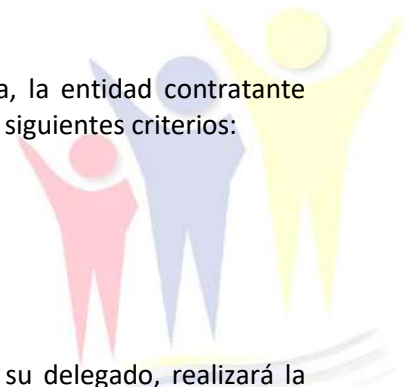 a, la entidad contratante
siguientes criterios:
su delegado, realizará la